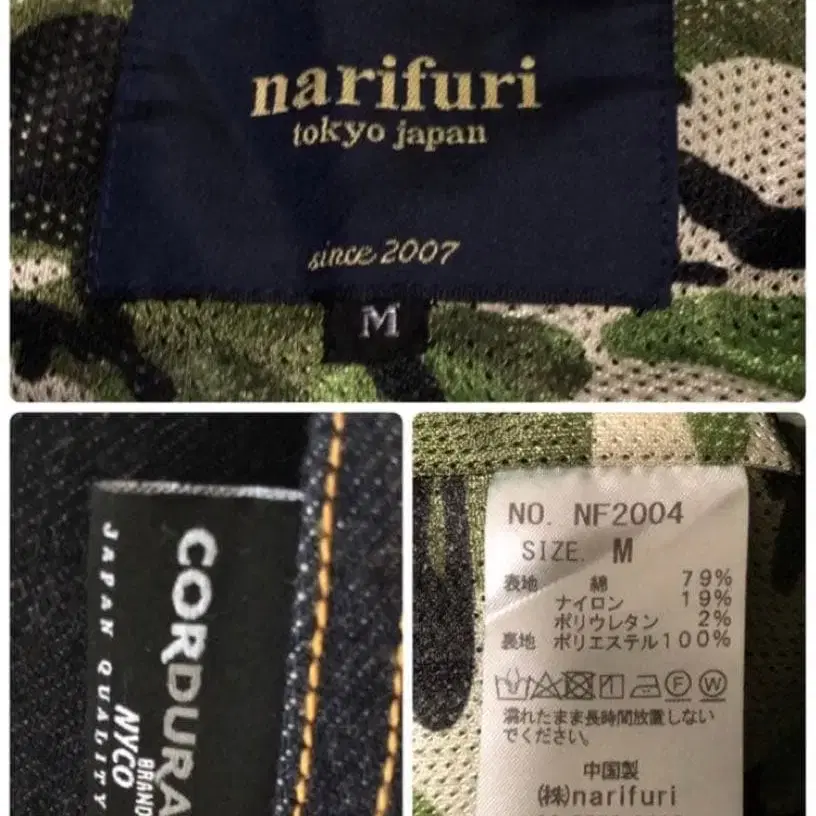 narifuri
tokyo japan
since 2007
M
CORDURA
JAPAN QUALITY
NYCO
BRAND
NO. NF2004
SIZE. M
表地 綿 79%
ナイロン 19%
ポリウレタン 2%
裏地 ポリエステル100%
F W
濡れたまま長時間放置しない
でください。
中国製
(株)narifuri